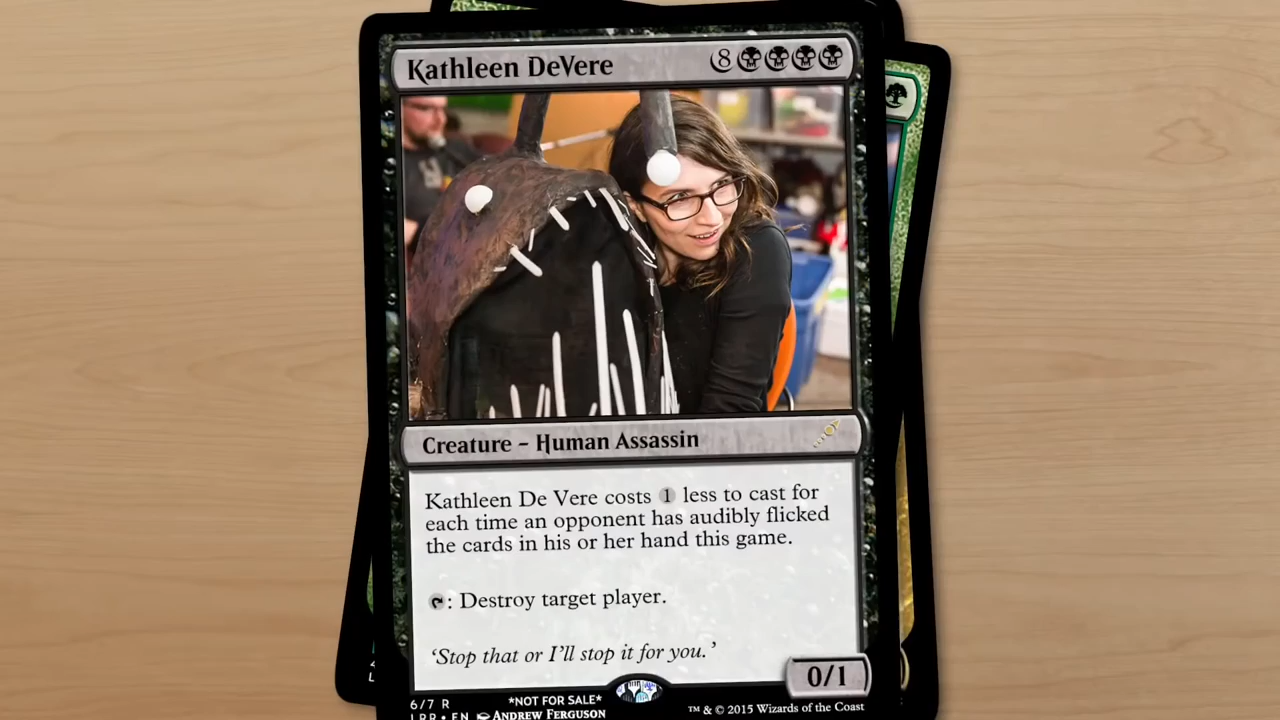 Kathleen DeVere 8
Creature – Human Assassin
Kathleen De Vere costs 1 less to cast for
each time an opponent has audibly flicked
the cards in his or her hand this game.
: Destroy target player.
‘Stop that or I’ll stop it for you.’
0/1
6/7 R *NOT FOR SALE*
LRR • EN ANDREW FERGUSON ™ & © 2015 Wizards of the Coast